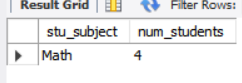 Result Grid Filter Rows:
stu_subject num_students
Math 4